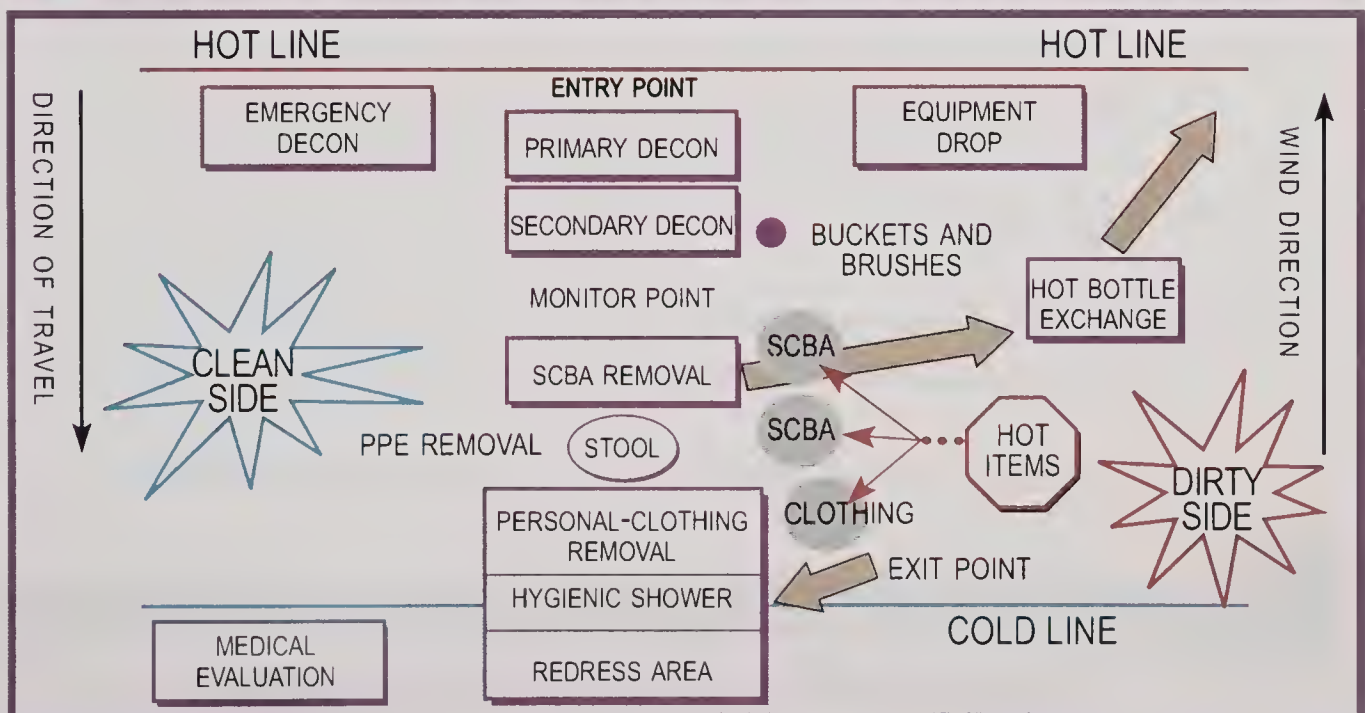 HOT LINE
HOT LINE
DIRECTION OF TRAVEL
EMERGENCY
DECON
ENTRY POINT
PRIMARY DECON
SECONDARY DECON
EQUIPMENT
DROP
WIND DIRECTION
BUCKETS AND
BRUSHES
HOT BOTTLE
EXCHANGE
MONITOR POINT
CLEAN
SIDE
SCBA REMOVAL
SCBA
PPE REMOVAL
STOOL
SCBA
HOT
ITEMS
DIRTY
SIDE
CLOTHING
PERSONAL-CLOTHING
REMOVAL
EXIT POINT
HYGIENIC SHOWER
COLD LINE
MEDICAL
EVALUATION
REDRESS AREA